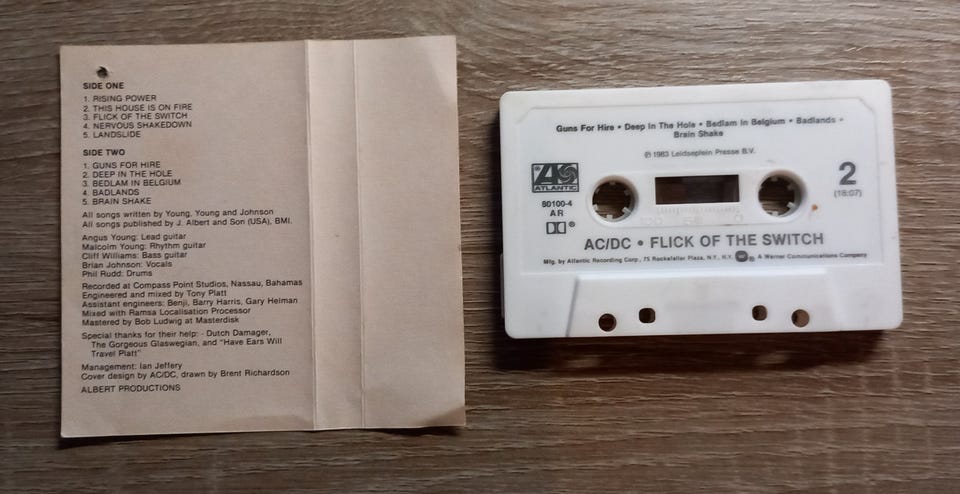 SIDE ONE
1. RISING POWER
2. THIS HOUSE IS ON FIRE
3. FLICK OF THE SWITCH
4. NERVOUS SHAKEDOWN
5. LANDSLIDE
SIDE TWO
1. GUNS FOR HIRE
2. DEEP IN THE HOLE
3. BEDLAM IN BELGIUM
4. BADLANDS
5. BRAIN SHAKE
All songs written by Young, Young and Johnson
All songs published by J. Albert and Son (USA), BMI.
Angus Young: Lead guitar
Malcolm Young: Rhythm guitar
Cliff Williams: Bass guitar
Brian Johnson: Vocals
Phil Rudd: Drums
Recorded at Compass Point Studios, Nassau, Bahamas
Engineered and mixed by Tony Platt
Assistant engineers: Benji, Barry Harris, Gary Helman
Mixed with Ramsa Localisation Processor
Mastered by Bob Ludwig at Masterdisk
Special thanks for their help: - Dutch Damager,
The Gorgeous Glaswegian, and "Have Ears Will
Travel Platt"
Management: Ian Jeffery
Cover design by AC/DC, drawn by Brent Richardson
ALBERT PRODUCTIONS
Guns For Hire • Deep In The Hole • Bedlam In Belgium • Badlands •
Brain Shake
℗ 1983 Leidseplein Presse B.V.
ATLANTIC
80100-4
AR
2
(18:07)
100 50 0
AC/DC • FLICK OF THE SWITCH
Mfg. by Atlantic Recording Corp., 75 Rockefeller Plaza, N.Y., N.Y. A Warner Communications Company